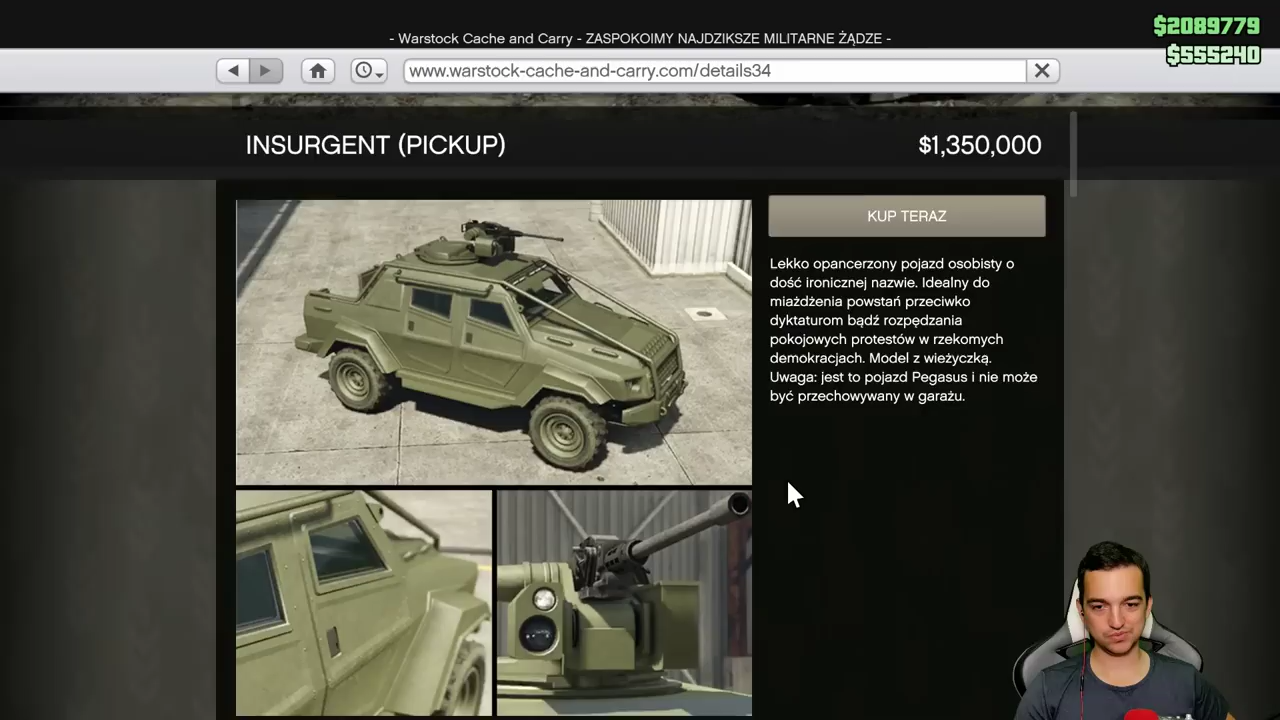 - Warstock Cache and Carry - ZASPOKOIMY NAJDZIKSZE MILITARNE ŻĄDZE -
$2089779
$555240
www.warstock-cache-and-carry.com/details34
INSURGENT (PICKUP)
$1,350,000
KUP TERAZ
Lekko opancerzony pojazd osobisty o
dość ironicznej nazwie. Idealny do
miażdżenia powstań przeciwko
dyktaturom bądź rozpędzania
pokojowych protestów w rzekomych
demokracjach. Model z wieżyczką.
Uwaga: jest to pojazd Pegasus i nie może
być przechowywany w garażu.